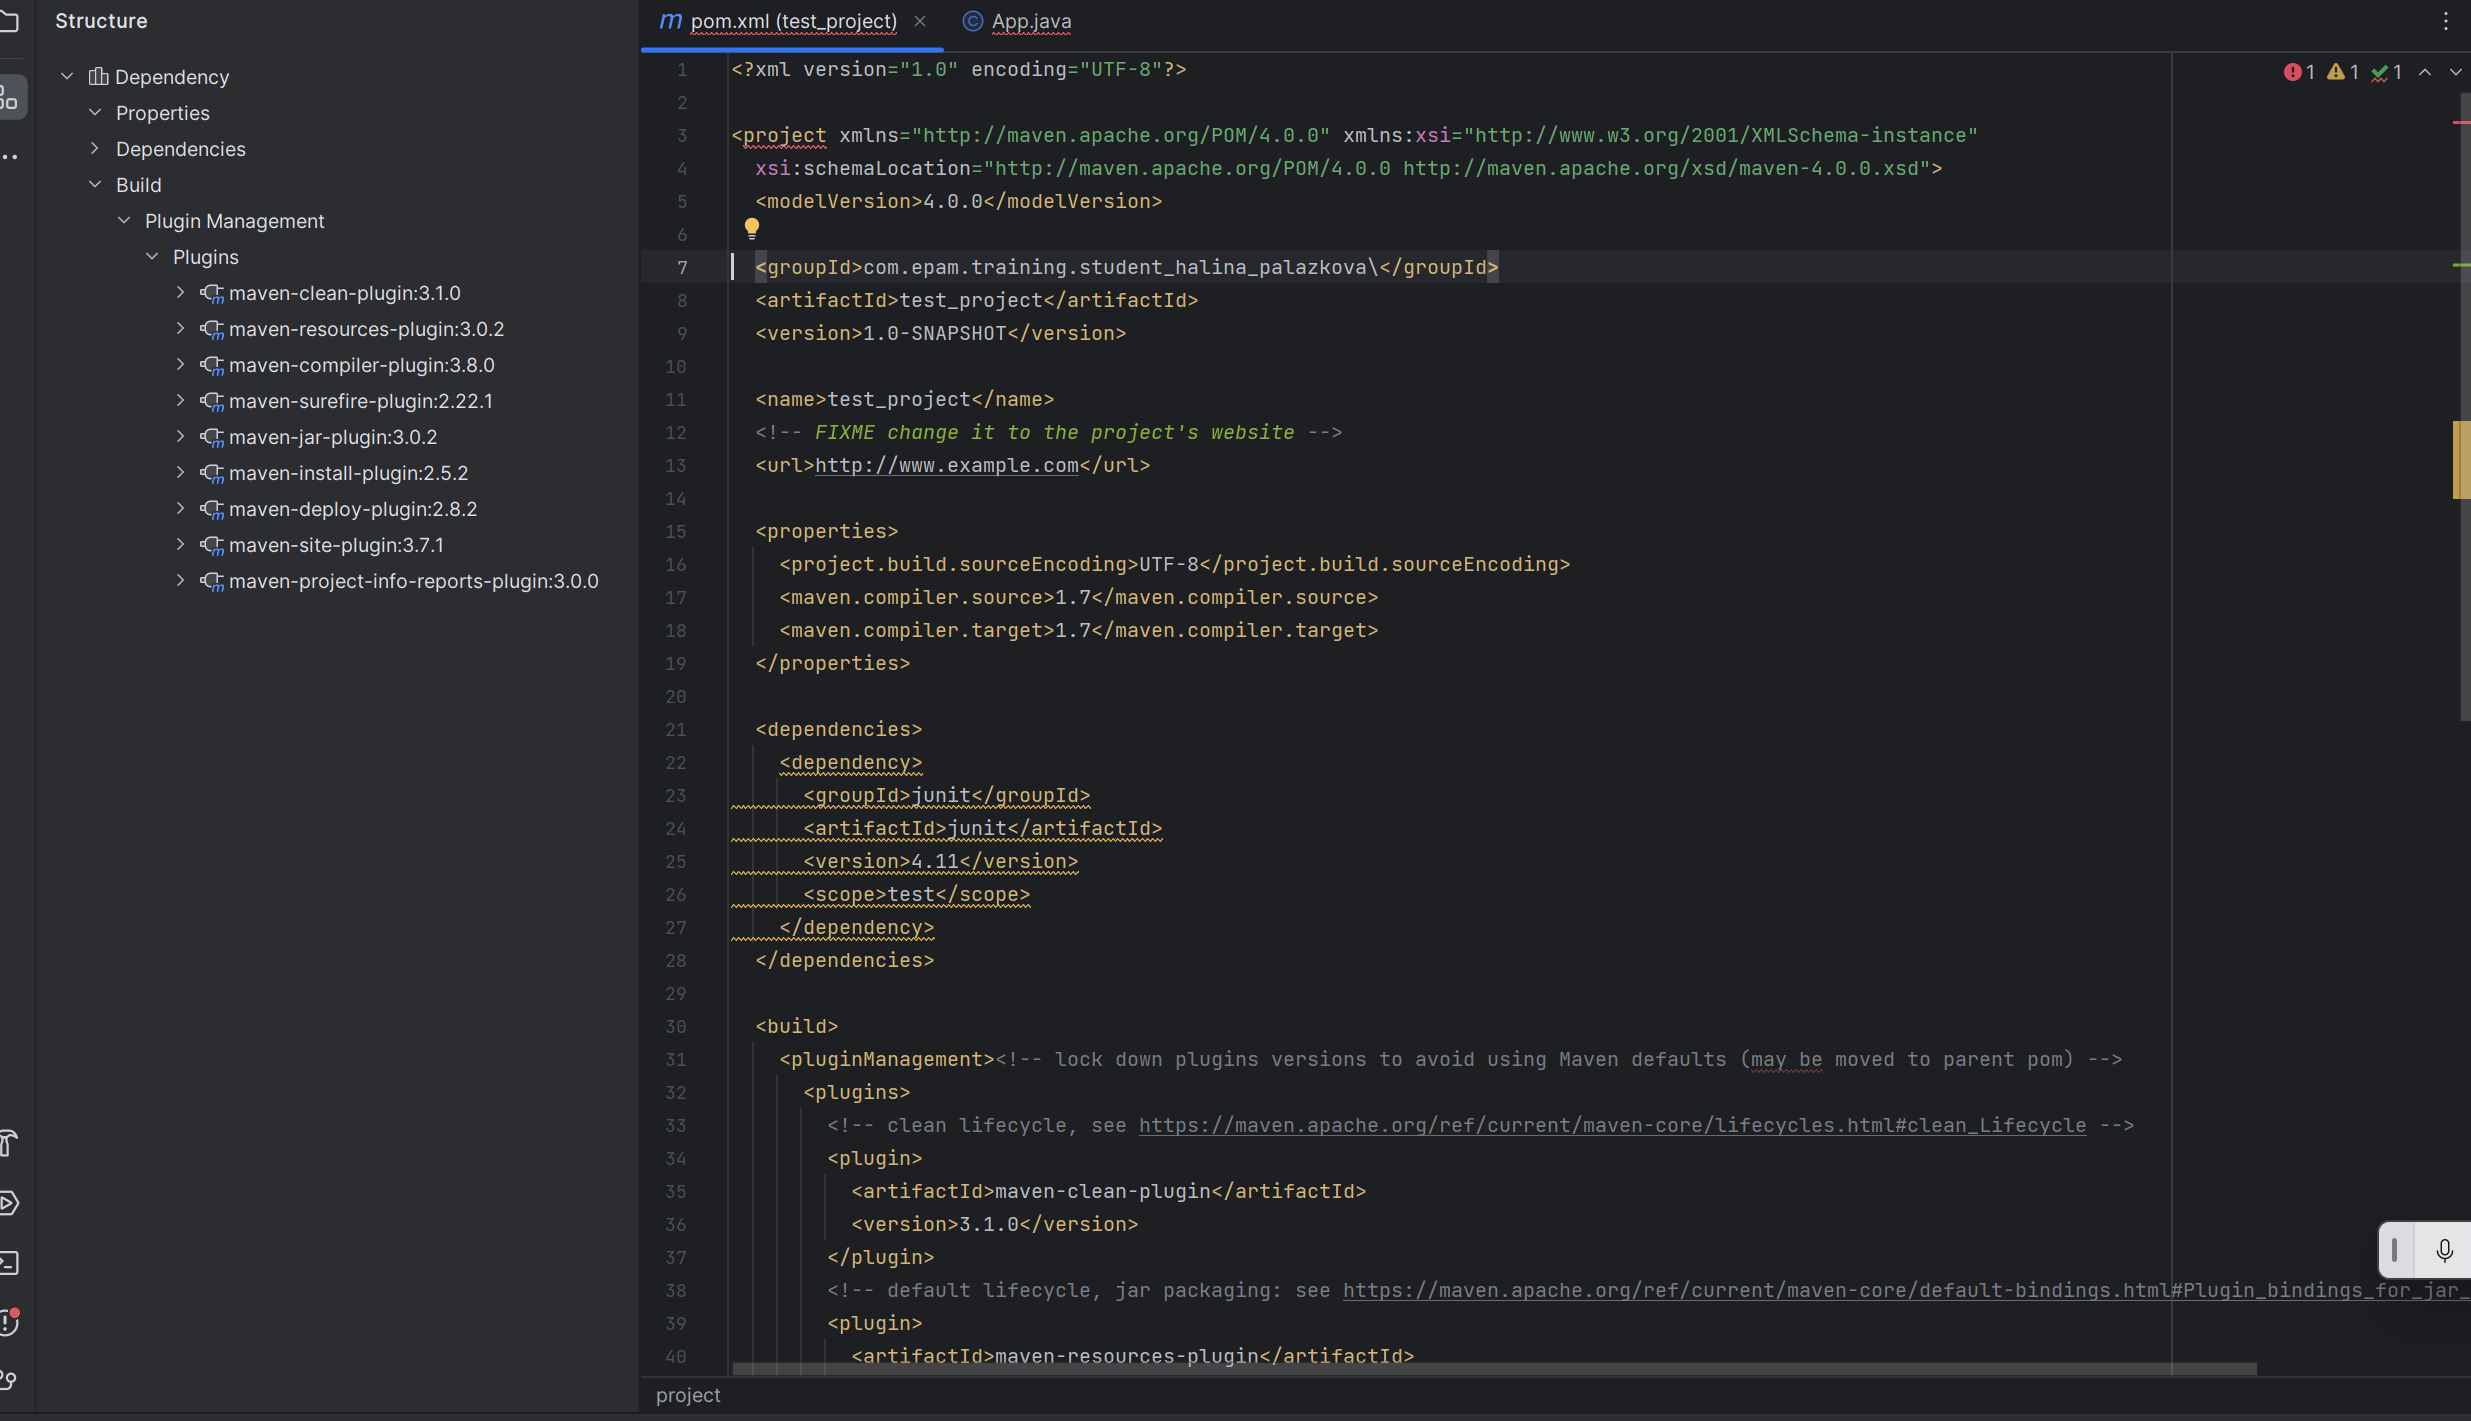 Structure
Dependency
Properties
Dependencies
Build
Plugin Management
Plugins
maven-clean-plugin:3.1.0
maven-resources-plugin:3.0.2
maven-compiler-plugin:3.8.0
maven-surefire-plugin:2.22.1
maven-jar-plugin:3.0.2
maven-install-plugin:2.5.2
maven-deploy-plugin:2.8.2
maven-site-plugin:3.7.1
maven-project-info-reports-plugin:3.0.0
pom.xml (test_project) App.java
1 1 1
1 <?xml version="1.0" encoding="UTF-8"?>
2
3 <project xmlns="http://maven.apache.org/POM/4.0.0" xmlns:xsi="http://www.w3.org/2001/XMLSchema-instance"
4 xsi:schemaLocation="http://maven.apache.org/POM/4.0.0 http://maven.apache.org/xsd/maven-4.0.0.xsd">
5 <modelVersion>4.0.0</modelVersion>
6
7 <groupId>com.epam.training.student_halina_palazkova\</groupId>
8 <artifactId>test_project</artifactId>
9 <version>1.0-SNAPSHOT</version>
10
11 <name>test_project</name>
12 <!-- FIXME change it to the project's website -->
13 <url>http://www.example.com</url>
14
15 <properties>
16 <project.build.sourceEncoding>UTF-8</project.build.sourceEncoding>
17 <maven.compiler.source>1.7</maven.compiler.source>
18 <maven.compiler.target>1.7</maven.compiler.target>
19 </properties>
20
21 <dependencies>
22 <dependency>
23 <groupId>junit</groupId>
24 <artifactId>junit</artifactId>
25 <version>4.11</version>
26 <scope>test</scope>
27 </dependency>
28 </dependencies>
29
30 <build>
31 <pluginManagement><!-- lock down plugins versions to avoid using Maven defaults (may be moved to parent pom) -->
32 <plugins>
33 <!-- clean lifecycle, see https://maven.apache.org/ref/current/maven-core/lifecycles.html#clean_Lifecycle -->
34 <plugin>
35 <artifactId>maven-clean-plugin</artifactId>
36 <version>3.1.0</version>
37 </plugin>
38 <!-- default lifecycle, jar packaging: see https://maven.apache.org/ref/current/maven-core/default-bindings.html#Plugin_bindings_for_jar_
39 <plugin>
40 <artifactId>maven-resources-plugin</artifactId>
project